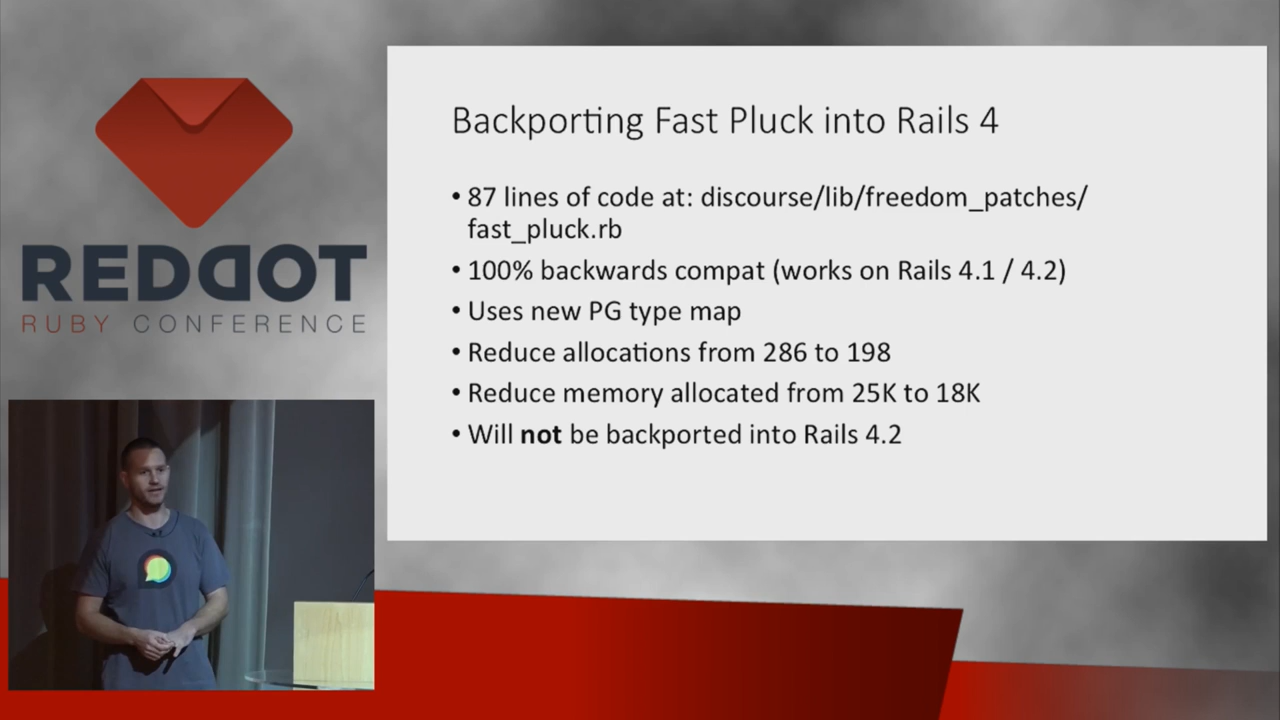 REDDOT
RUBY CONFERENCE
Backporting Fast Pluck into Rails 4
• 87 lines of code at: discourse/lib/freedom_patches/
fast_pluck.rb
• 100% backwards compat (works on Rails 4.1 / 4.2)
• Uses new PG type map
• Reduce allocations from 286 to 198
• Reduce memory allocated from 25K to 18K
• Will not be backported into Rails 4.2